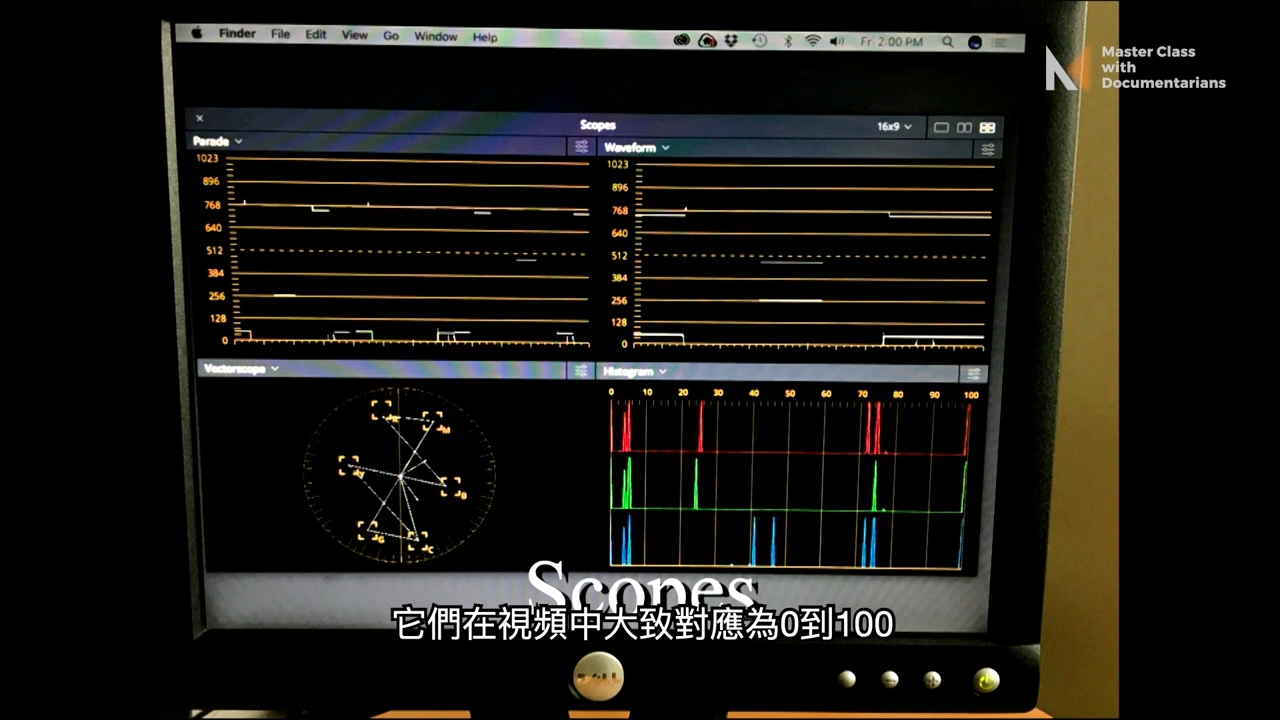 Finder File Edit View Go Window Help Fri 2:00 PM
Master Class
with
Documentarians
Scopes 16x9
Parade
1023
896
768
640
512
384
256
128
0
Waveform
1023
896
768
640
512
384
256
128
0
Vectorscope
R
M
Y
B
G
C
Histogram
0 10 20 30 40 50 60 70 80 90 100
Scopes
它們在視頻中大致對應為0到100
DELL